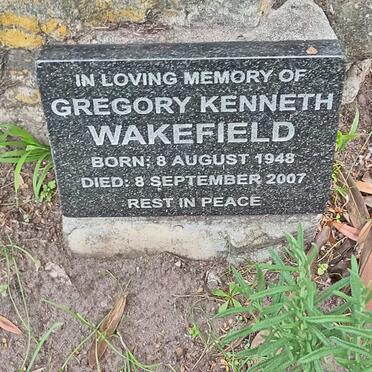 IN LOVING MEMORY OF
GREGORY KENNETH
WAKEFIELD
BORN: 8 AUGUST 1948
DIED: 8 SEPTEMBER 2007
REST IN PEACE